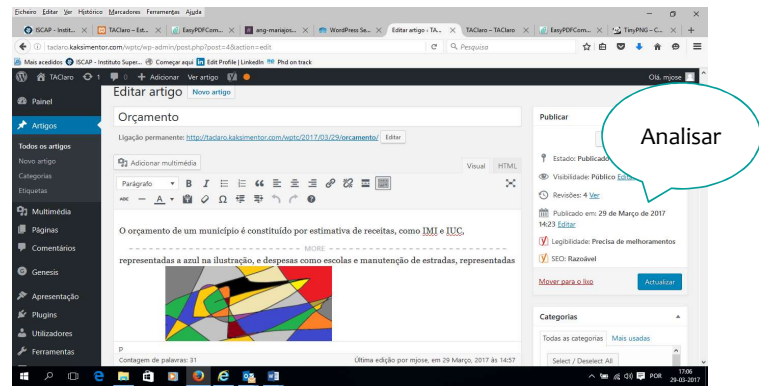 Ficheiro Editar Ver Histórico Marcadores Ferramentas Ajuda
ISCAP - Instit... TAClaro – Est... EasyPDFCom... ang-mariajos... WordPress Se... Editar artigo ‹ TA... TAClaro – TAClaro EasyPDFCom... TinyPNG – C...
tadaro.kaksimentor.com/wptc/wp-admin/post.php?post=4&action=edit Pesquisa
Mais acedidos ISCAP - Instituto Super... Começar aqui Edit Profile | LinkedIn Phd on track
TAClaro 1 0 + Adicionar Ver artigo Olá, mjose
Painel
Artigos
Todos os artigos
Novo artigo
Categorias
Etiquetas
Multimédia
Páginas
Comentários
Genesis
Apresentação
Plugins
Utilizadores
Ferramentas
Editar artigo Novo artigo
Orçamento
Ligação permanente: http://tadaro.kaksimentor.com/wptc/2017/03/29/orcamento/ Editar
Adicionar multimédia Visual HTML
Parágrafo B I
ABC A Ω
O orçamento de um município é constituído por estimativa de receitas, como IMI e IUC,
MORE
representadas a azul na ilustração, e despesas como escolas e manutenção de estradas, representadas
P
Contagem de palavras: 31 Última edição por mjose, em 29 Março, 2017 às 14:57
Publicar
Analisar
Estado: Publicado
Visibilidade: Público
Revisões: 4 Ver
Publicado em: 29 de Março de 2017
14:23 Editar
Legibilidade: Precisa de melhoramentos
SEO: Razoável
Mover para o lixo Actualizar
Categorias
Todas as categorias Mais usadas
Select / Deselect All
POR 17:06
29-03-2017